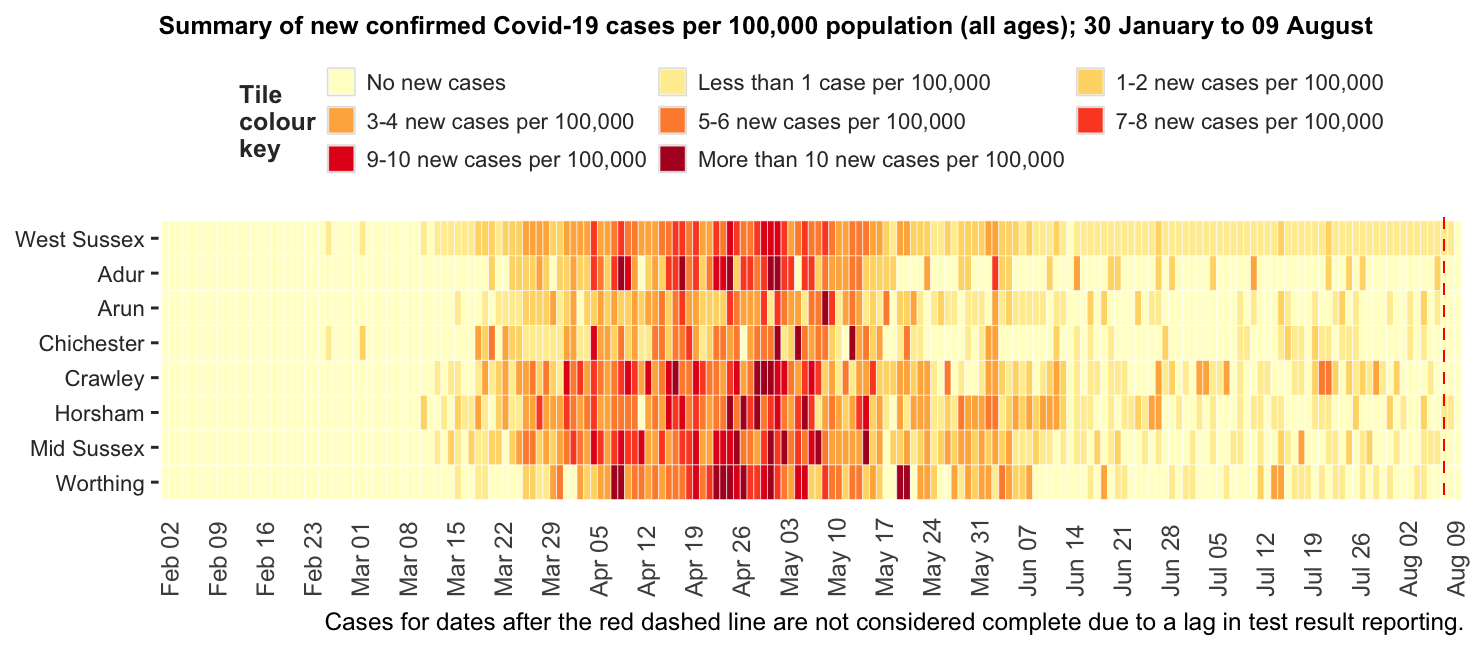 Summary of new confirmed Covid-19 cases per 100,000 population (all ages); 30 January to 09 August
Tile
colour
key
No new cases
Less than 1 case per 100,000
1-2 new cases per 100,000
3-4 new cases per 100,000
5-6 new cases per 100,000
7-8 new cases per 100,000
9-10 new cases per 100,000
More than 10 new cases per 100,000
West Sussex
Adur
Arun
Chichester
Crawley
Horsham
Mid Sussex
Worthing
Feb 02
Feb 09
Feb 16
Feb 23
Mar 01
Mar 08
Mar 15
Mar 22
Mar 29
Apr 05
Apr 12
Apr 19
Apr 26
May 03
May 10
May 17
May 24
May 31
Jun 07
Jun 14
Jun 21
Jun 28
Jul 05
Jul 12
Jul 19
Jul 26
Aug 02
Aug 09
Cases for dates after the red dashed line are not considered complete due to a lag in test result reporting.